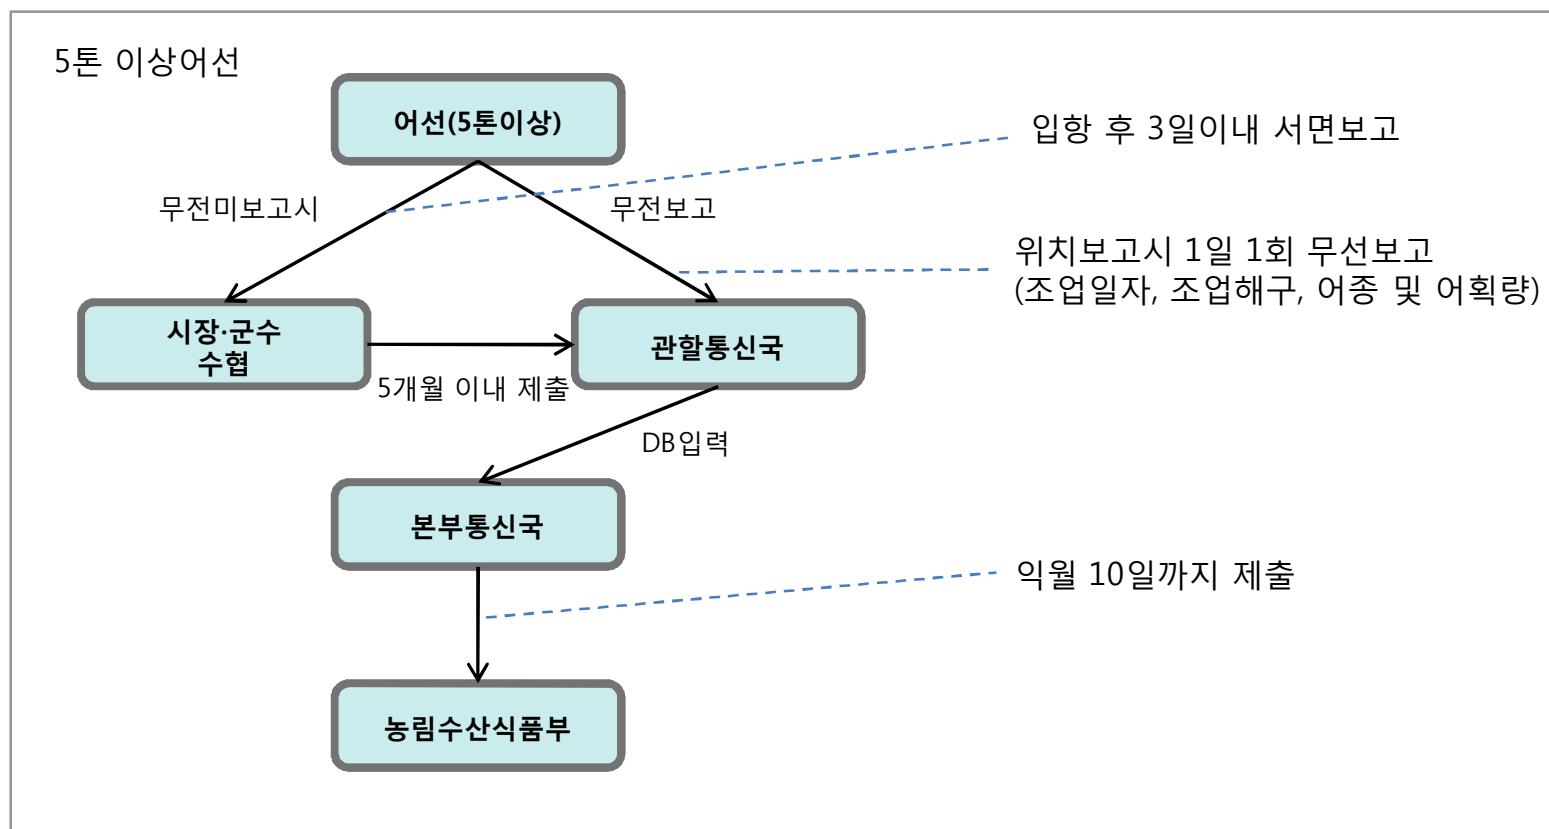 5톤 이상어선
어선(5톤이상)
입항 후 3일이내 서면보고
무전미보고시
무전보고
위치보고시 1일 1회 무선보고
(조업일자, 조업해구, 어종 및 어획량)
시장·군수
수협
관할통신국
5개월 이내 제출
DB입력
본부통신국
익월 10일까지 제출
농림수산식품부